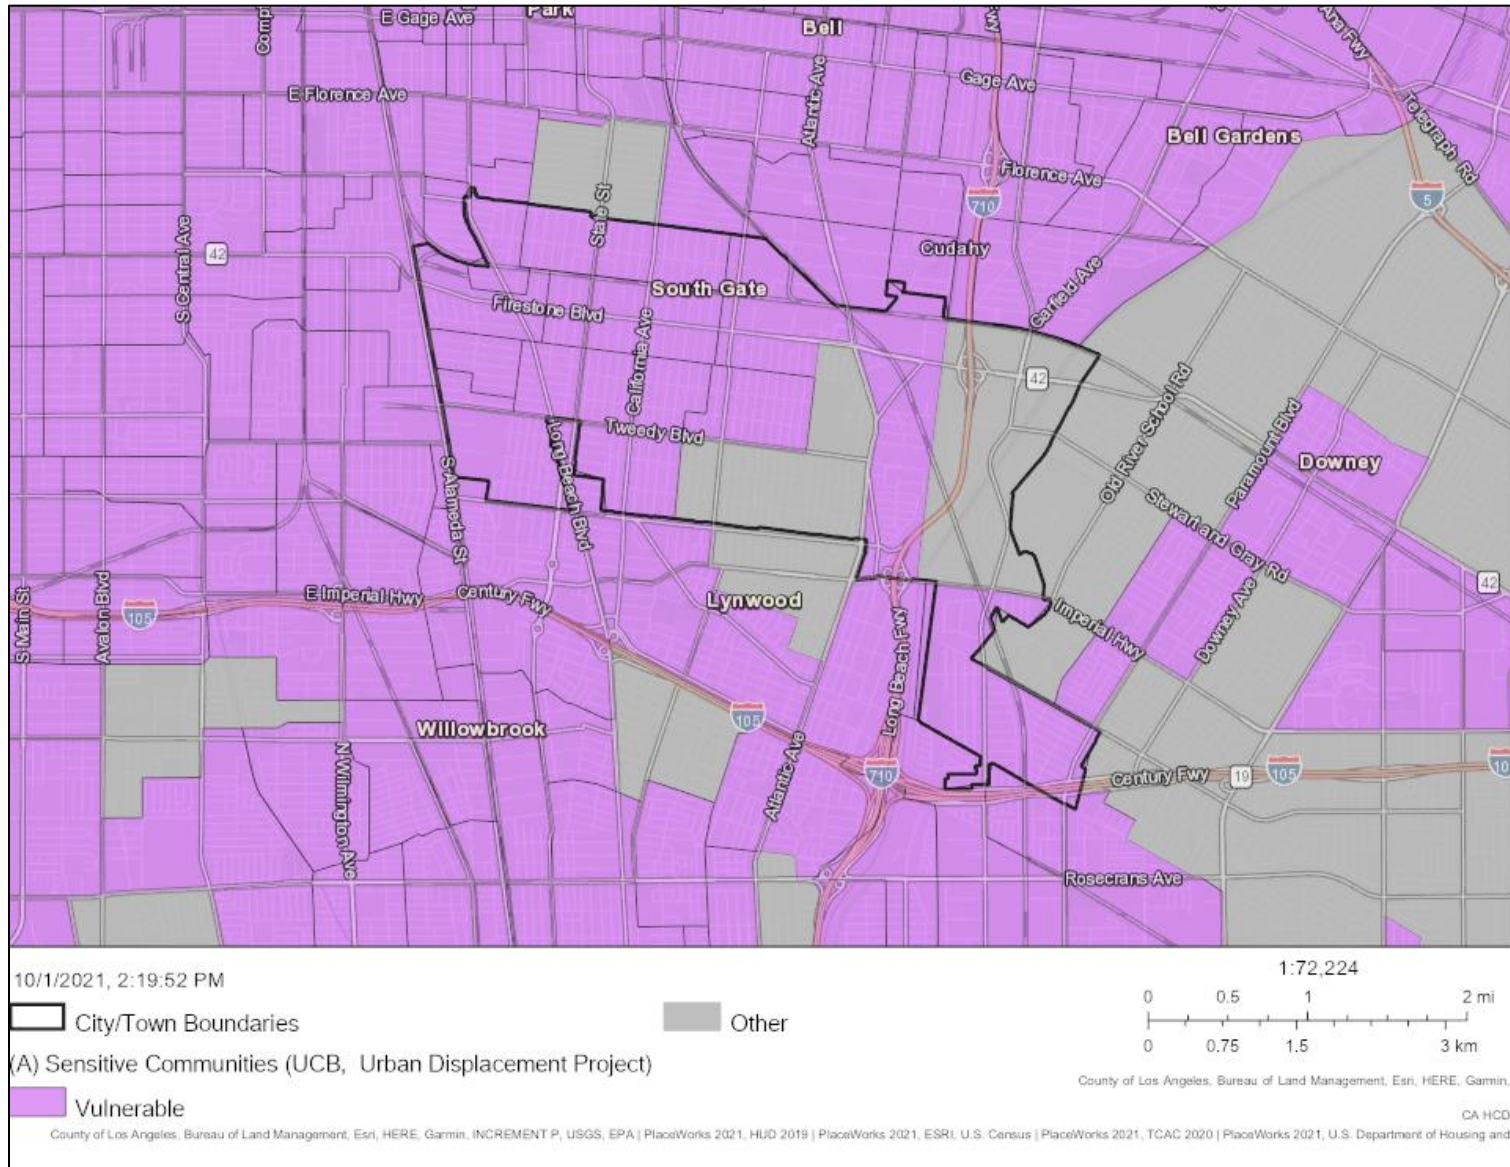 Park
E Gage Ave
Comp
Bell
Fwy
Ana Fwy
Gage Ave
Atlantic Ave
E Florence Ave
Telegraph Rd
Bell Gardens
Florence Ave
5
710
State St
S Central Ave
42
Cudahy
South Gate
Garfield Ave
Firestone Blvd
California Ave
42
Old River School Rd
Paramount Blvd
Tweedy Blvd
Downey
Long Beach Blvd
S Alameda St
Stewart and Gray Rd
42
S Main St
Avalon Blvd
105
E Imperial Hwy
Century Fwy
Lynwood
Imperial Hwy
Downey Ave
Long Beach Fwy
Willowbrook
105
N Wilmington Ave
Atlantic Ave
710
Century Fwy
19
105
10
Rosecrans Ave
10/1/2021, 2:19:52 PM
1:72,224
0 0.5 1 2 mi
0 0.75 1.5 3 km
City/Town Boundaries
Other
(A) Sensitive Communities (UCB, Urban Displacement Project)
Vulnerable
County of Los Angeles, Bureau of Land Management, Esri, HERE, Garmin,
CA HCD
County of Los Angeles, Bureau of Land Management, Esri, HERE, Garmin, INCREMENT P, USGS, EPA | PlaceWorks 2021, HUD 2019 | PlaceWorks 2021, ESRI, U.S. Census | PlaceWorks 2021, TCAC 2020 | PlaceWorks 2021, U.S. Department of Housing and